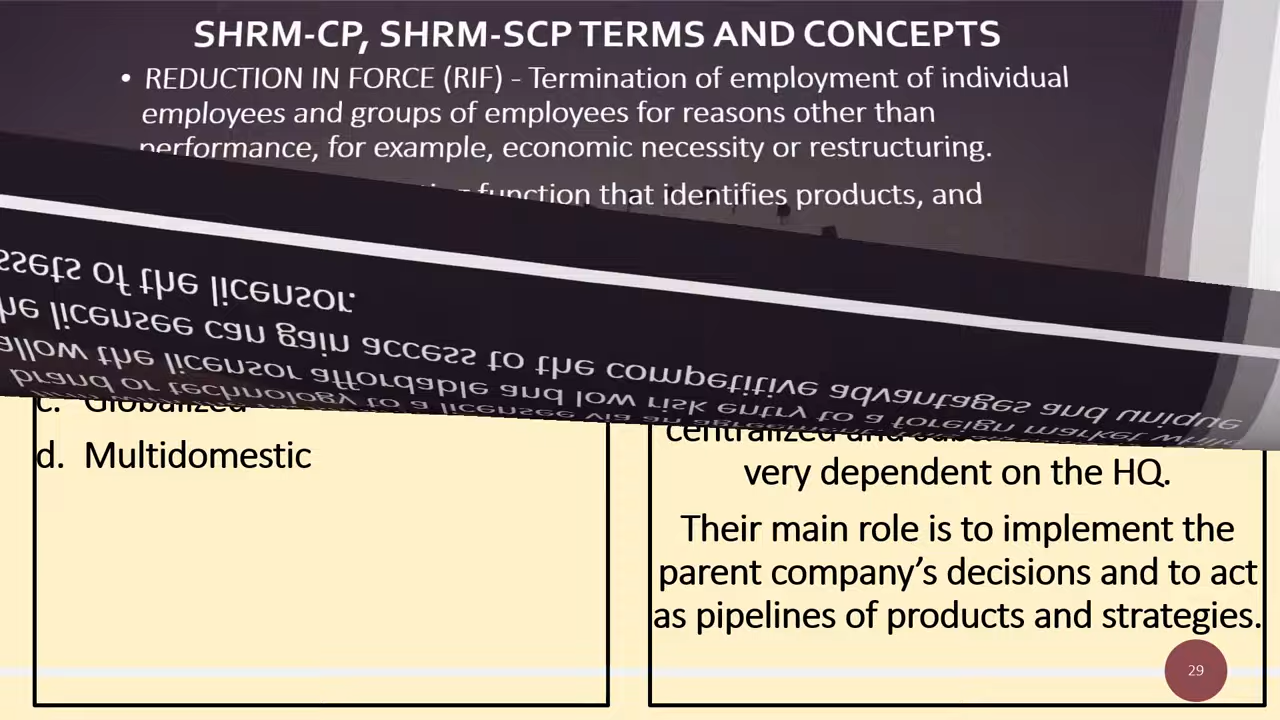 SHRM-CP, SHRM-SCP TERMS AND CONCEPTS
• REDUCTION IN FORCE (RIF) - Termination of employment of individual
employees and groups of employees for reasons other than
performance, for example, economic necessity or restructuring.
function that identifies products, and
assets of the licensor.
the licensee can gain access to the competitive advantages and unique
allow the licensor affordable and low risk entry to a foreign market while
brand or technology to a licensee via an agreement
c. Globalized
d. Multidomestic
centralized and
very dependent on the HQ.
Their main role is to implement the
parent company's decisions and to act
as pipelines of products and strategies.
29